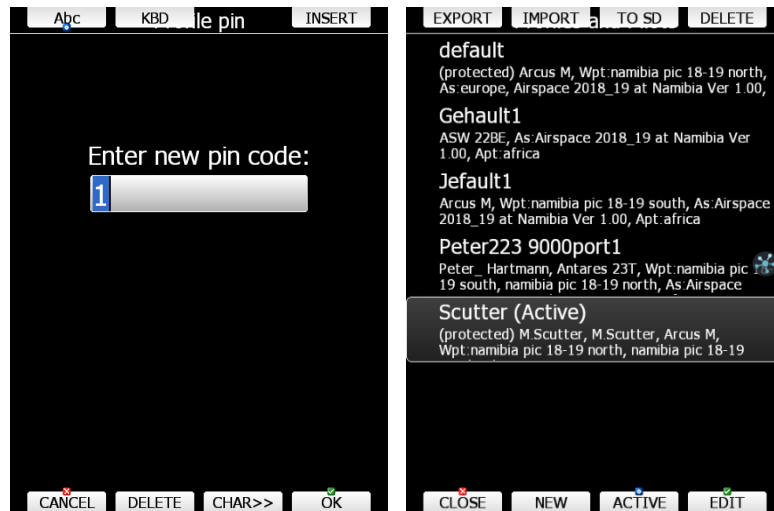 Abc KBD ile pin INSERT
Enter new pin code:
1
CANCEL DELETE CHAR>> OK
EXPORT IMPORT TO SD DELETE
default
(protected) Arcus M, Wpt:namibia pic 18-19 north,
As:europe, Airspace 2018_19 at Namibia Ver 1.00,
Gehault1
ASW 22BE, As:Airspace 2018_19 at Namibia Ver
1.00, Apt:africa
Jefault1
Arcus M, Wpt:namibia pic 18-19 south, As:Airspace
2018_19 at Namibia Ver 1.00, Apt:africa
Peter223 9000port1
Peter_ Hartmann, Antares 23T, Wpt:namibia pic
19 south, namibia pic 18-19 north, As:Airspace
Scutter (Active)
(protected) M.Scutter, M.Scutter, Arcus M,
Wpt:namibia pic 18-19 north, namibia pic 18-19
CLOSE NEW ACTIVE EDIT